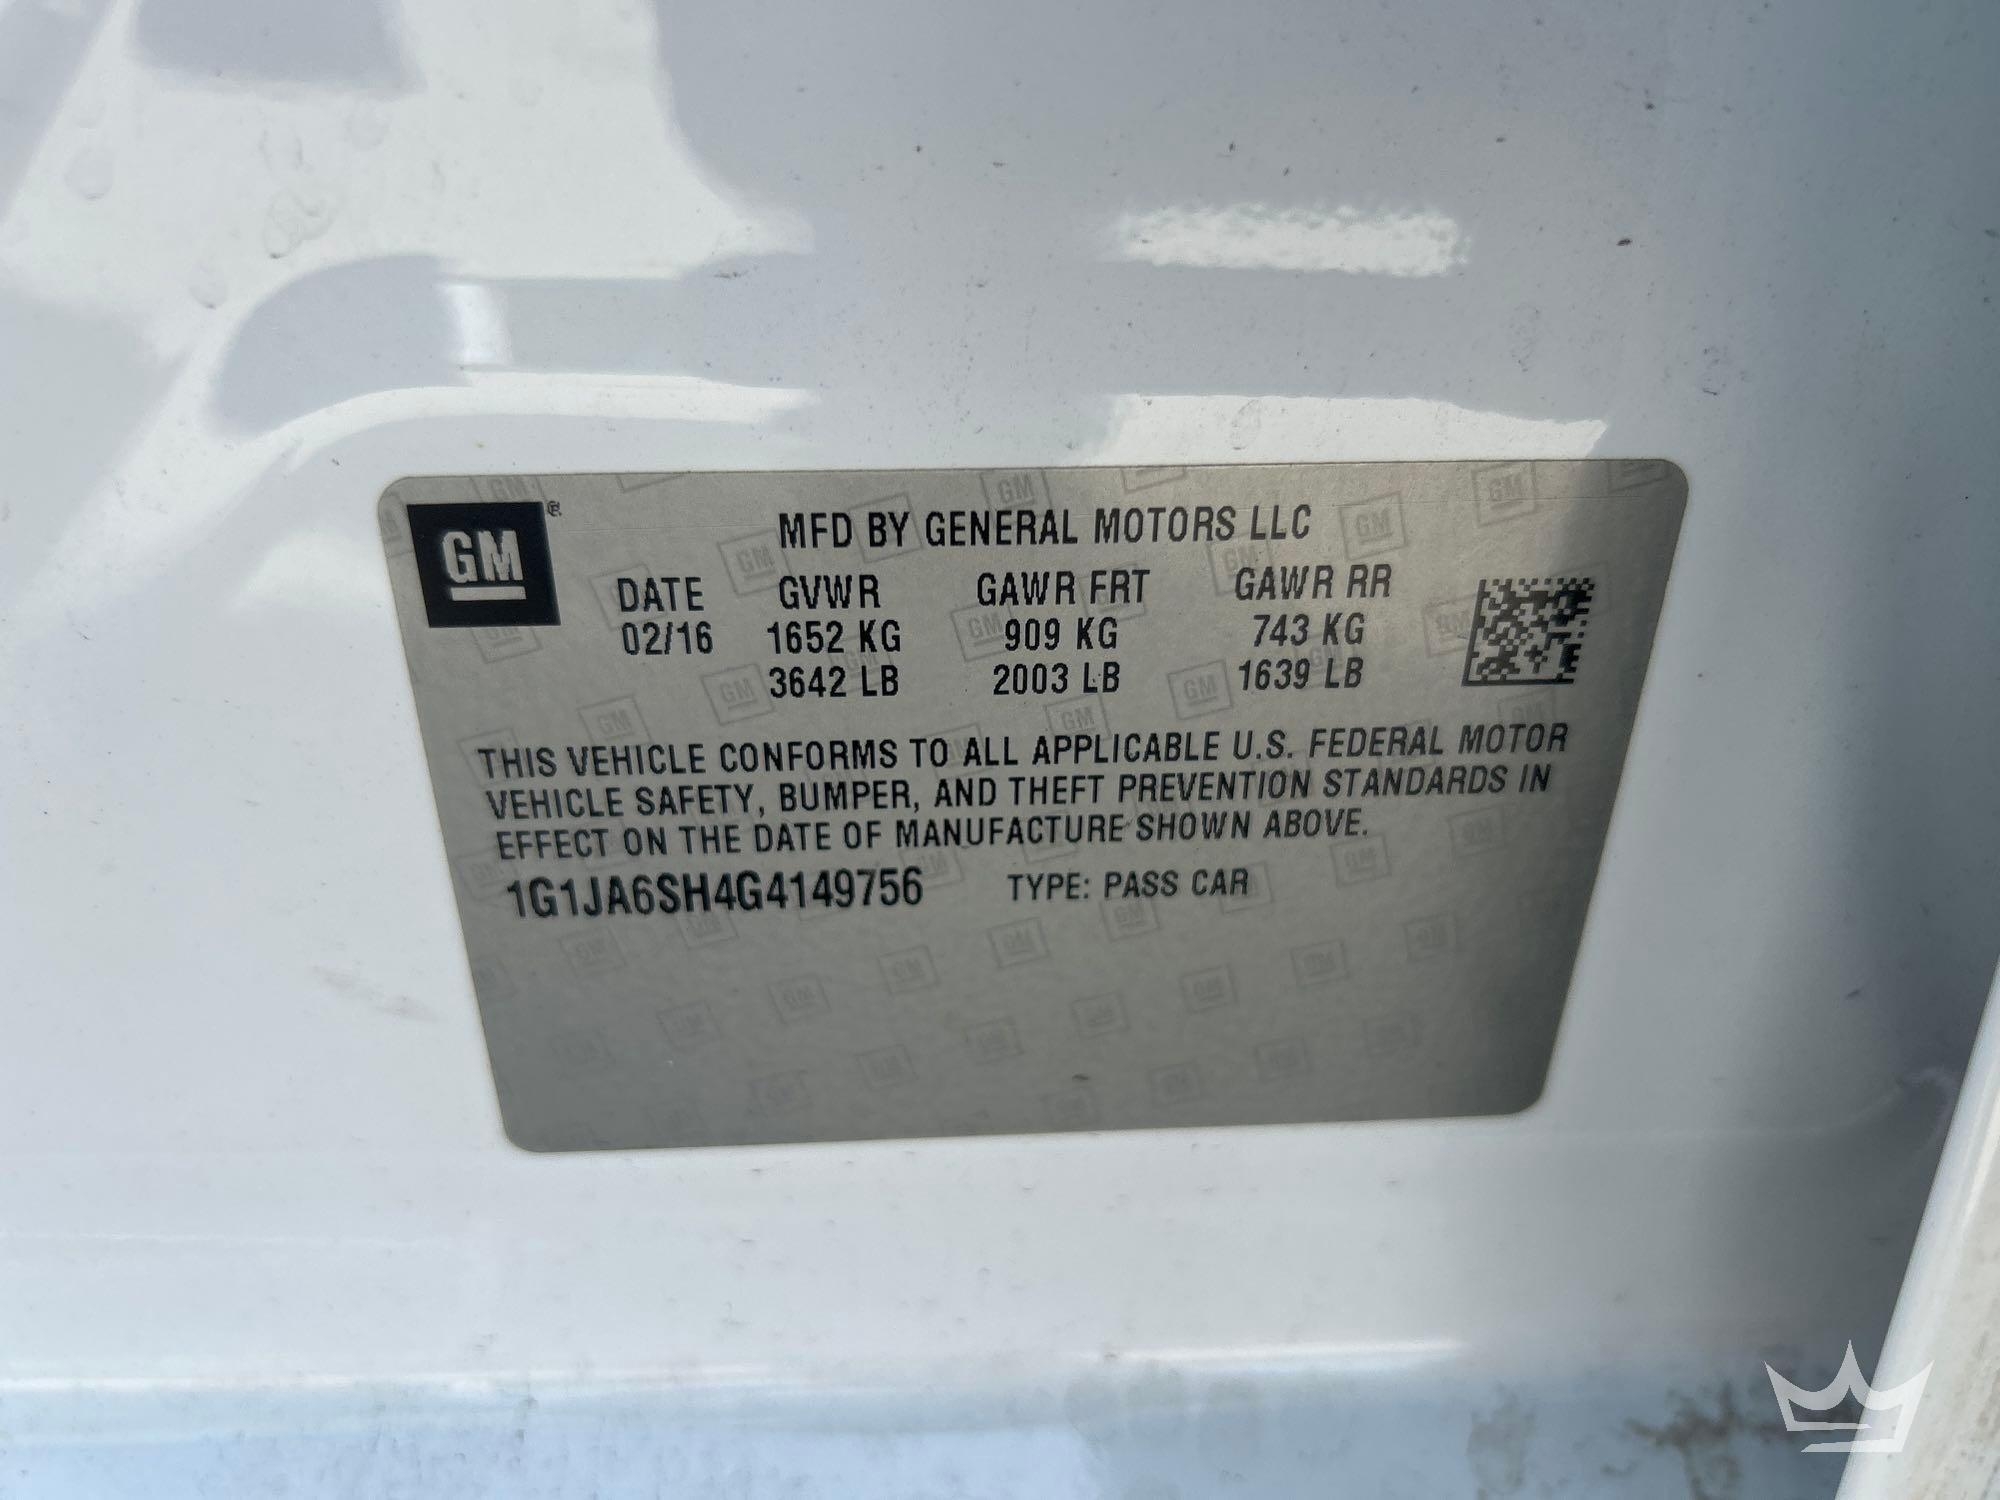 GM
MFD BY GENERAL MOTORS LLC
DATE GVWR GAWR FRT GAWR RR
02/16 1652 KG 909 KG 743 KG
3642 LB 2003 LB 1639 LB
THIS VEHICLE CONFORMS TO ALL APPLICABLE U.S. FEDERAL MOTOR
VEHICLE SAFETY, BUMPER, AND THEFT PREVENTION STANDARDS IN
EFFECT ON THE DATE OF MANUFACTURE SHOWN ABOVE.
1G1JA6SH4G4149756 TYPE: PASS CAR